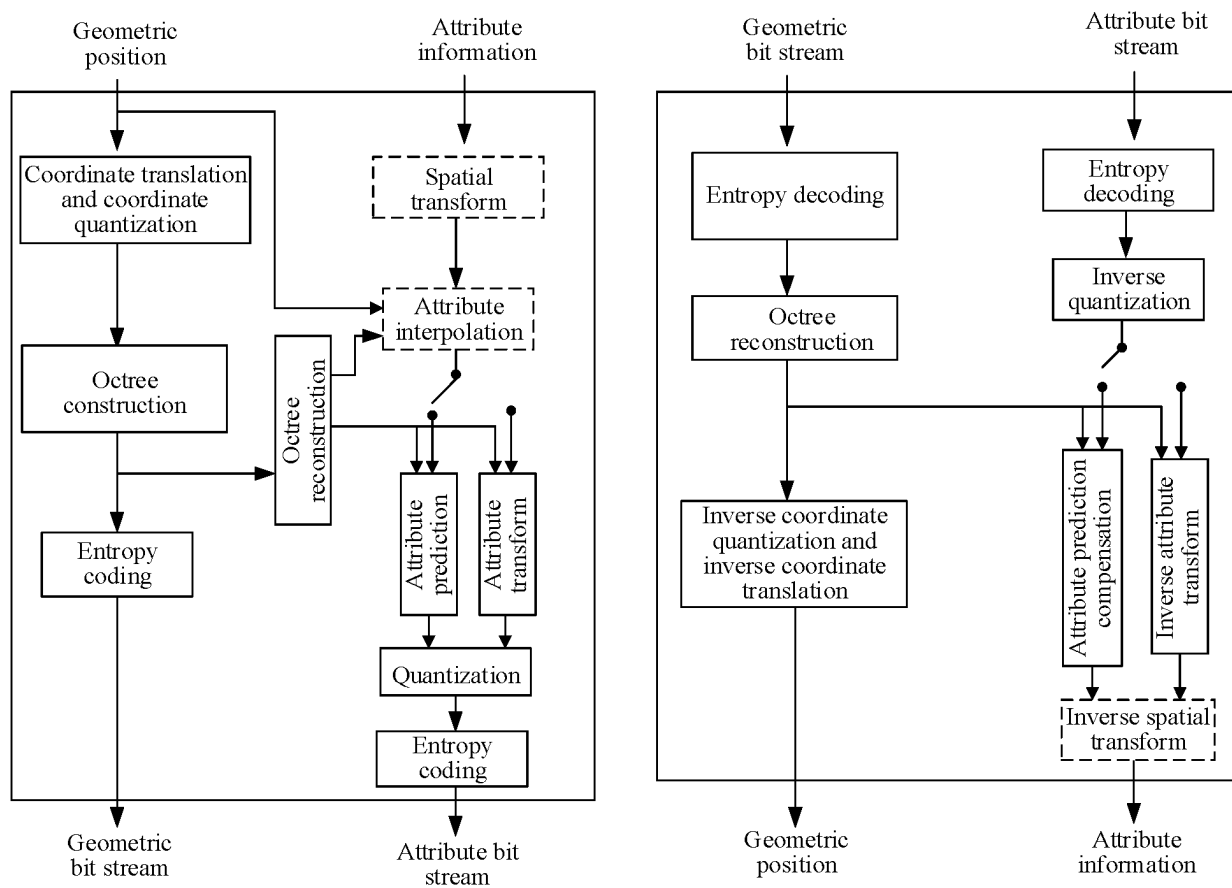 Geometric
position
Attribute
information
Coordinate translation
and coordinate
quantization
Spatial
transform
Attribute
interpolation
Octree
construction
Octree
reconstruction
Entropy
coding
Attribute
prediction
Attribute
transform
Quantization
Entropy
coding
Geometric
bit stream
Attribute bit
stream
Geometric
bit stream
Attribute bit
stream
Entropy decoding
Entropy
decoding
Inverse
quantization
Octree
reconstruction
Inverse coordinate
quantization and
inverse coordinate
translation
Attribute prediction
compensation
Inverse attribute
transform
Inverse spatial
transform
Geometric
position
Attribute
information